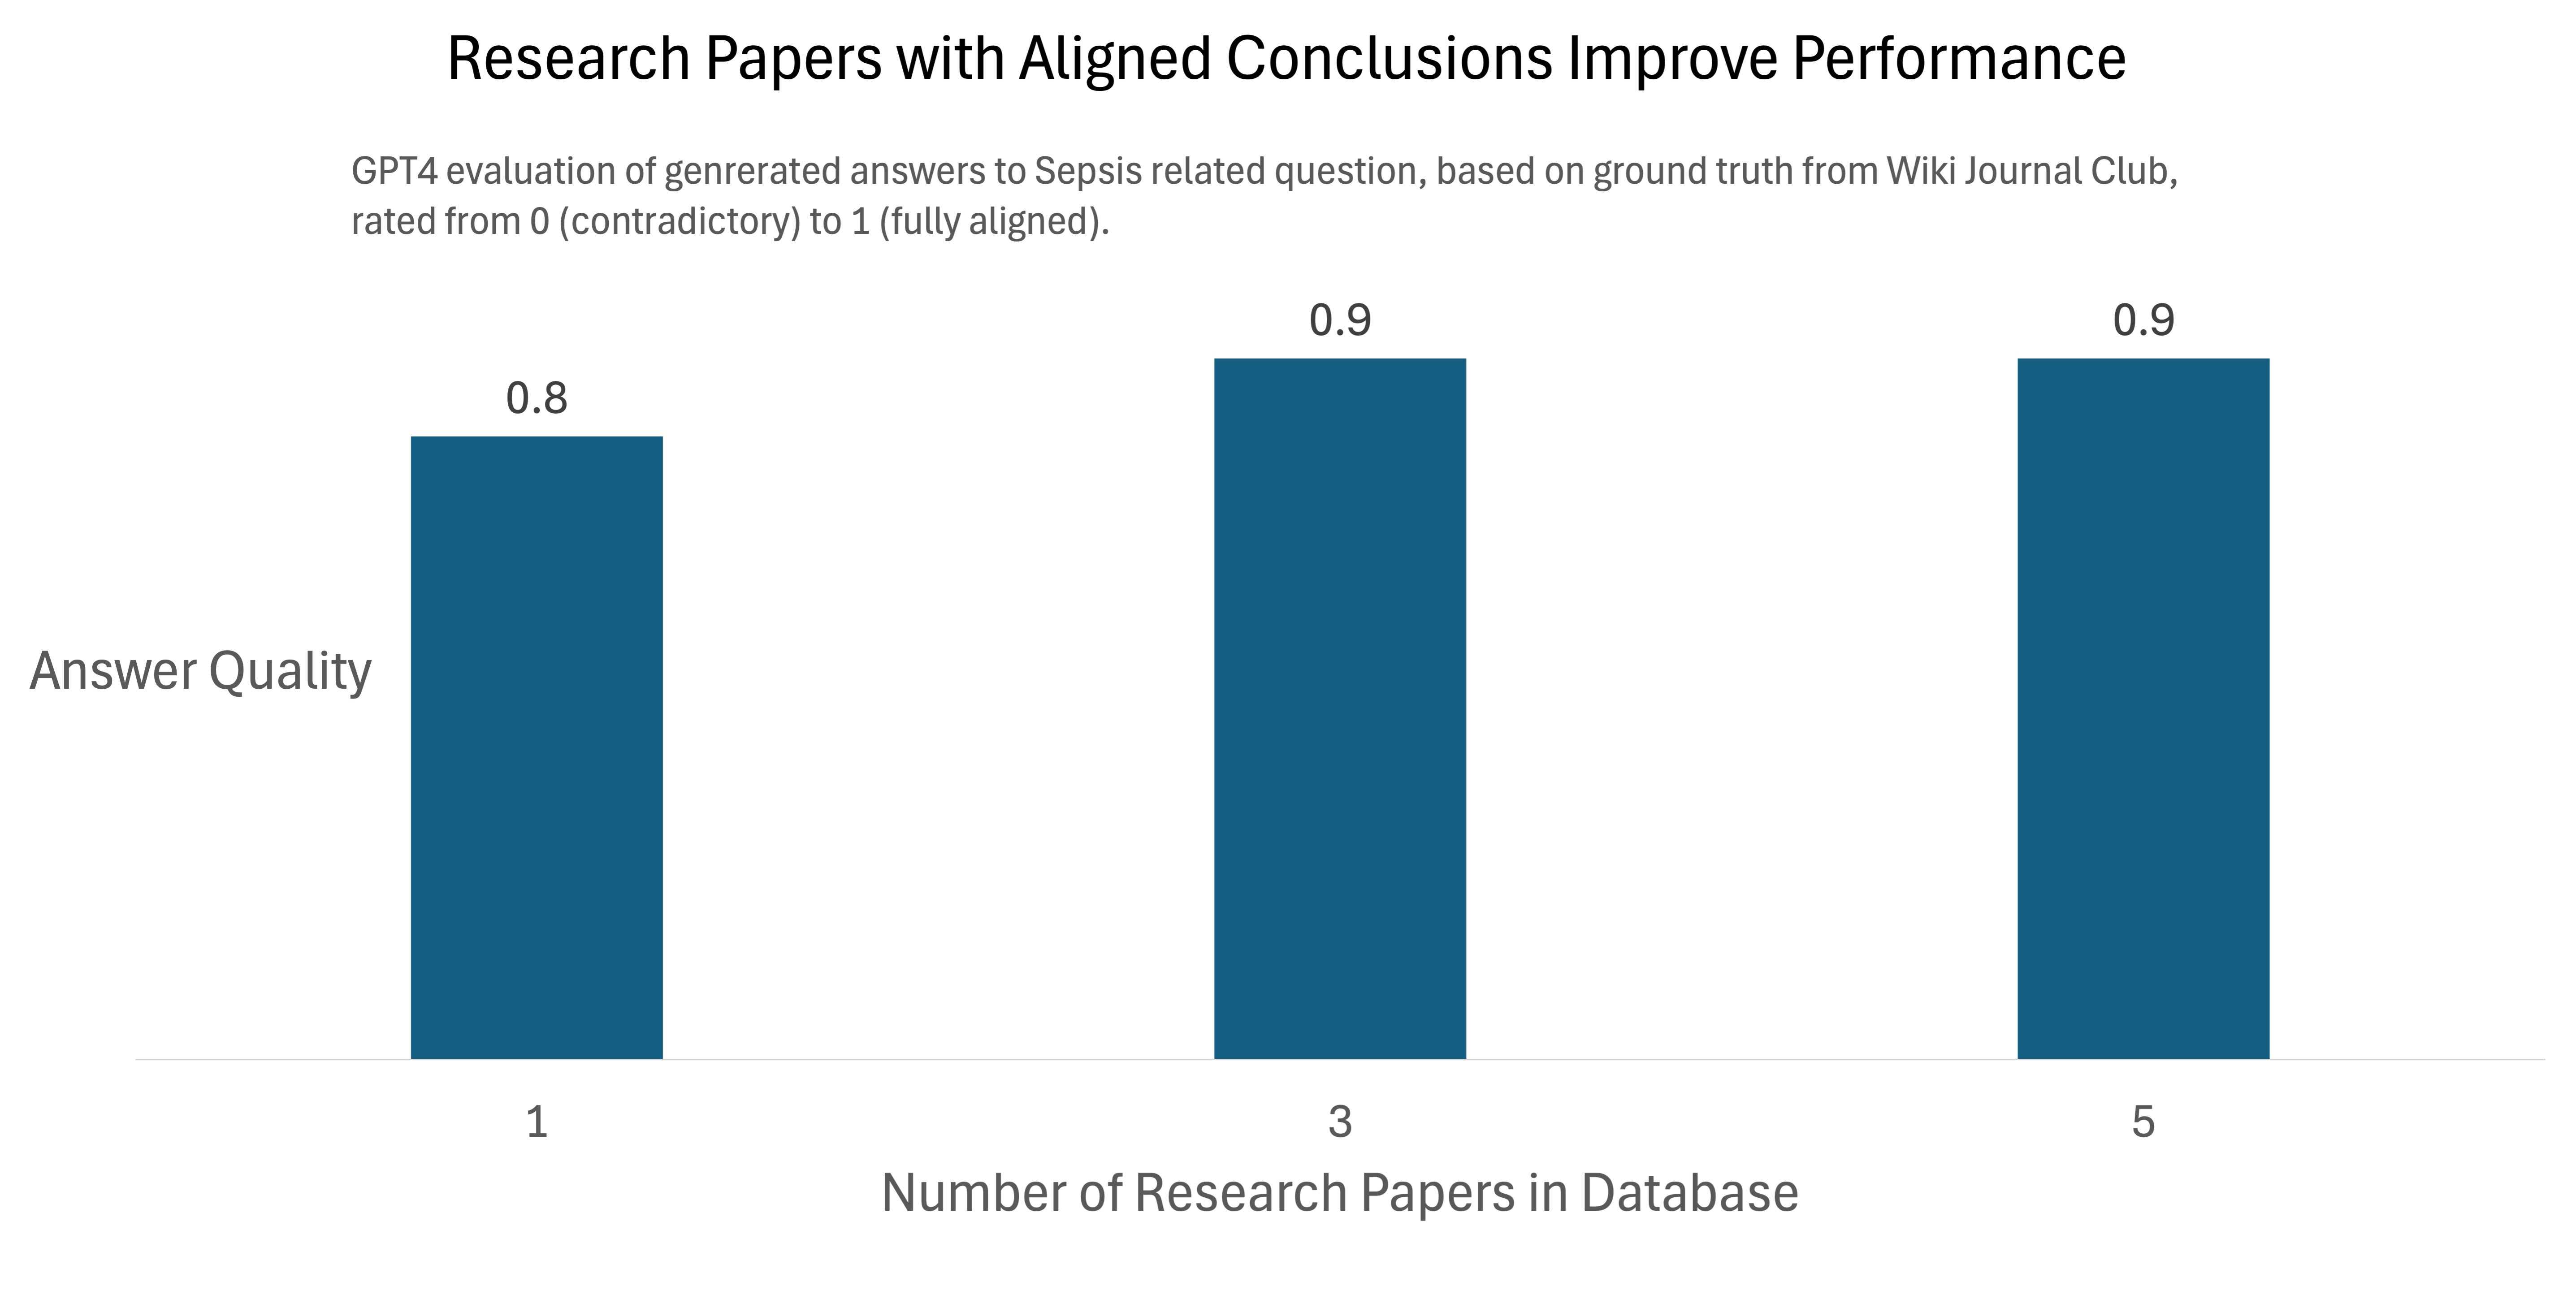 Research Papers with Aligned Conclusions Improve Performance
GPT4 evaluation of genrerated answers to Sepsis related question, based on ground truth from Wiki Journal Club,
rated from 0 (contradictory) to 1 (fully aligned).
0.8
0.9
0.9
Answer Quality
1
3
5
Number of Research Papers in Database